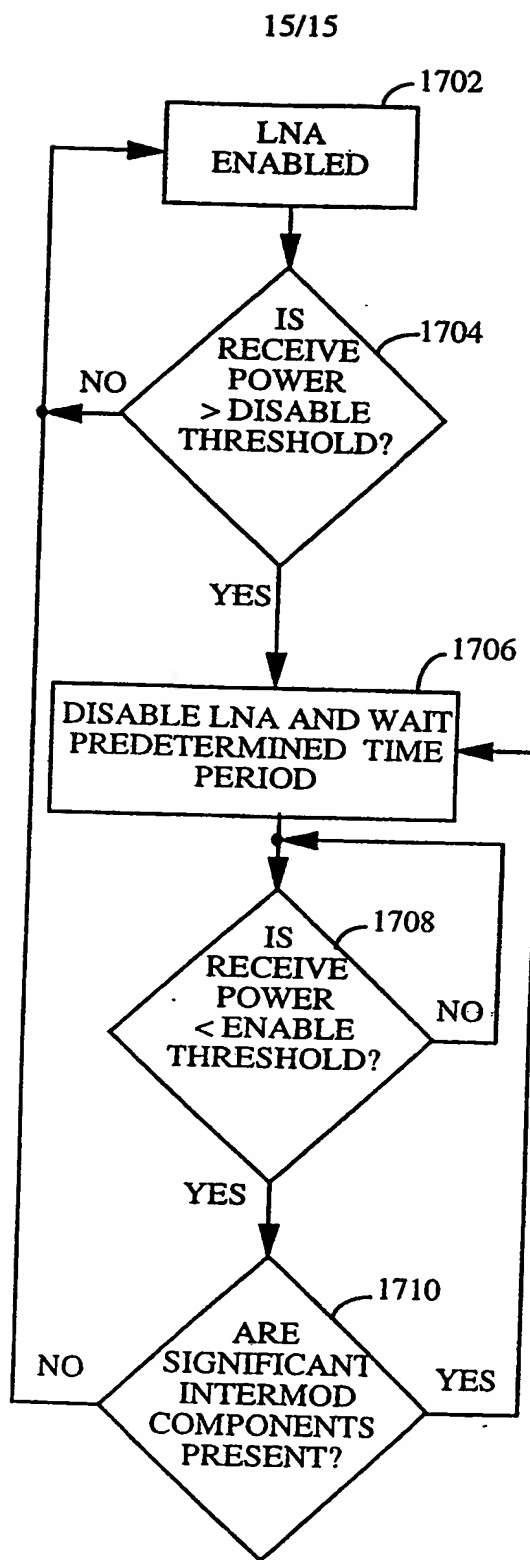 15/15
1702
LNA
ENABLED
IS
RECEIVE
POWER
> DISABLE
THRESHOLD?
1704
NO
YES
1706
DISABLE LNA AND WAIT
PREDETERMINED TIME
PERIOD
IS
RECEIVE
POWER
< ENABLE
THRESHOLD?
1708
NO
YES
1710
ARE
SIGNIFICANT
INTERMOD
COMPONENTS
PRESENT?
NO
YES